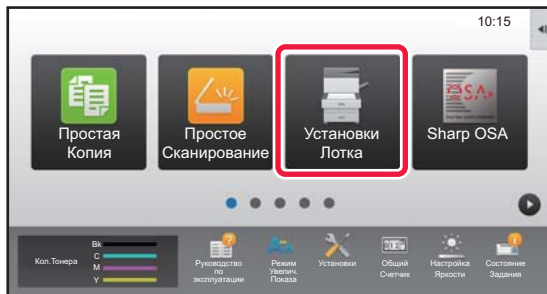 10:15
Простая
Копия
Простое
Сканирование
Установки
Лотка
Sharp OSA
Кол.Тонера
Bk
C
M
Y
Руководство
по
эксплуатации
Режим
Увелич.
Показа
Установки
Общий
Счетчик
Настройка
Яркости
Состояние
Задания